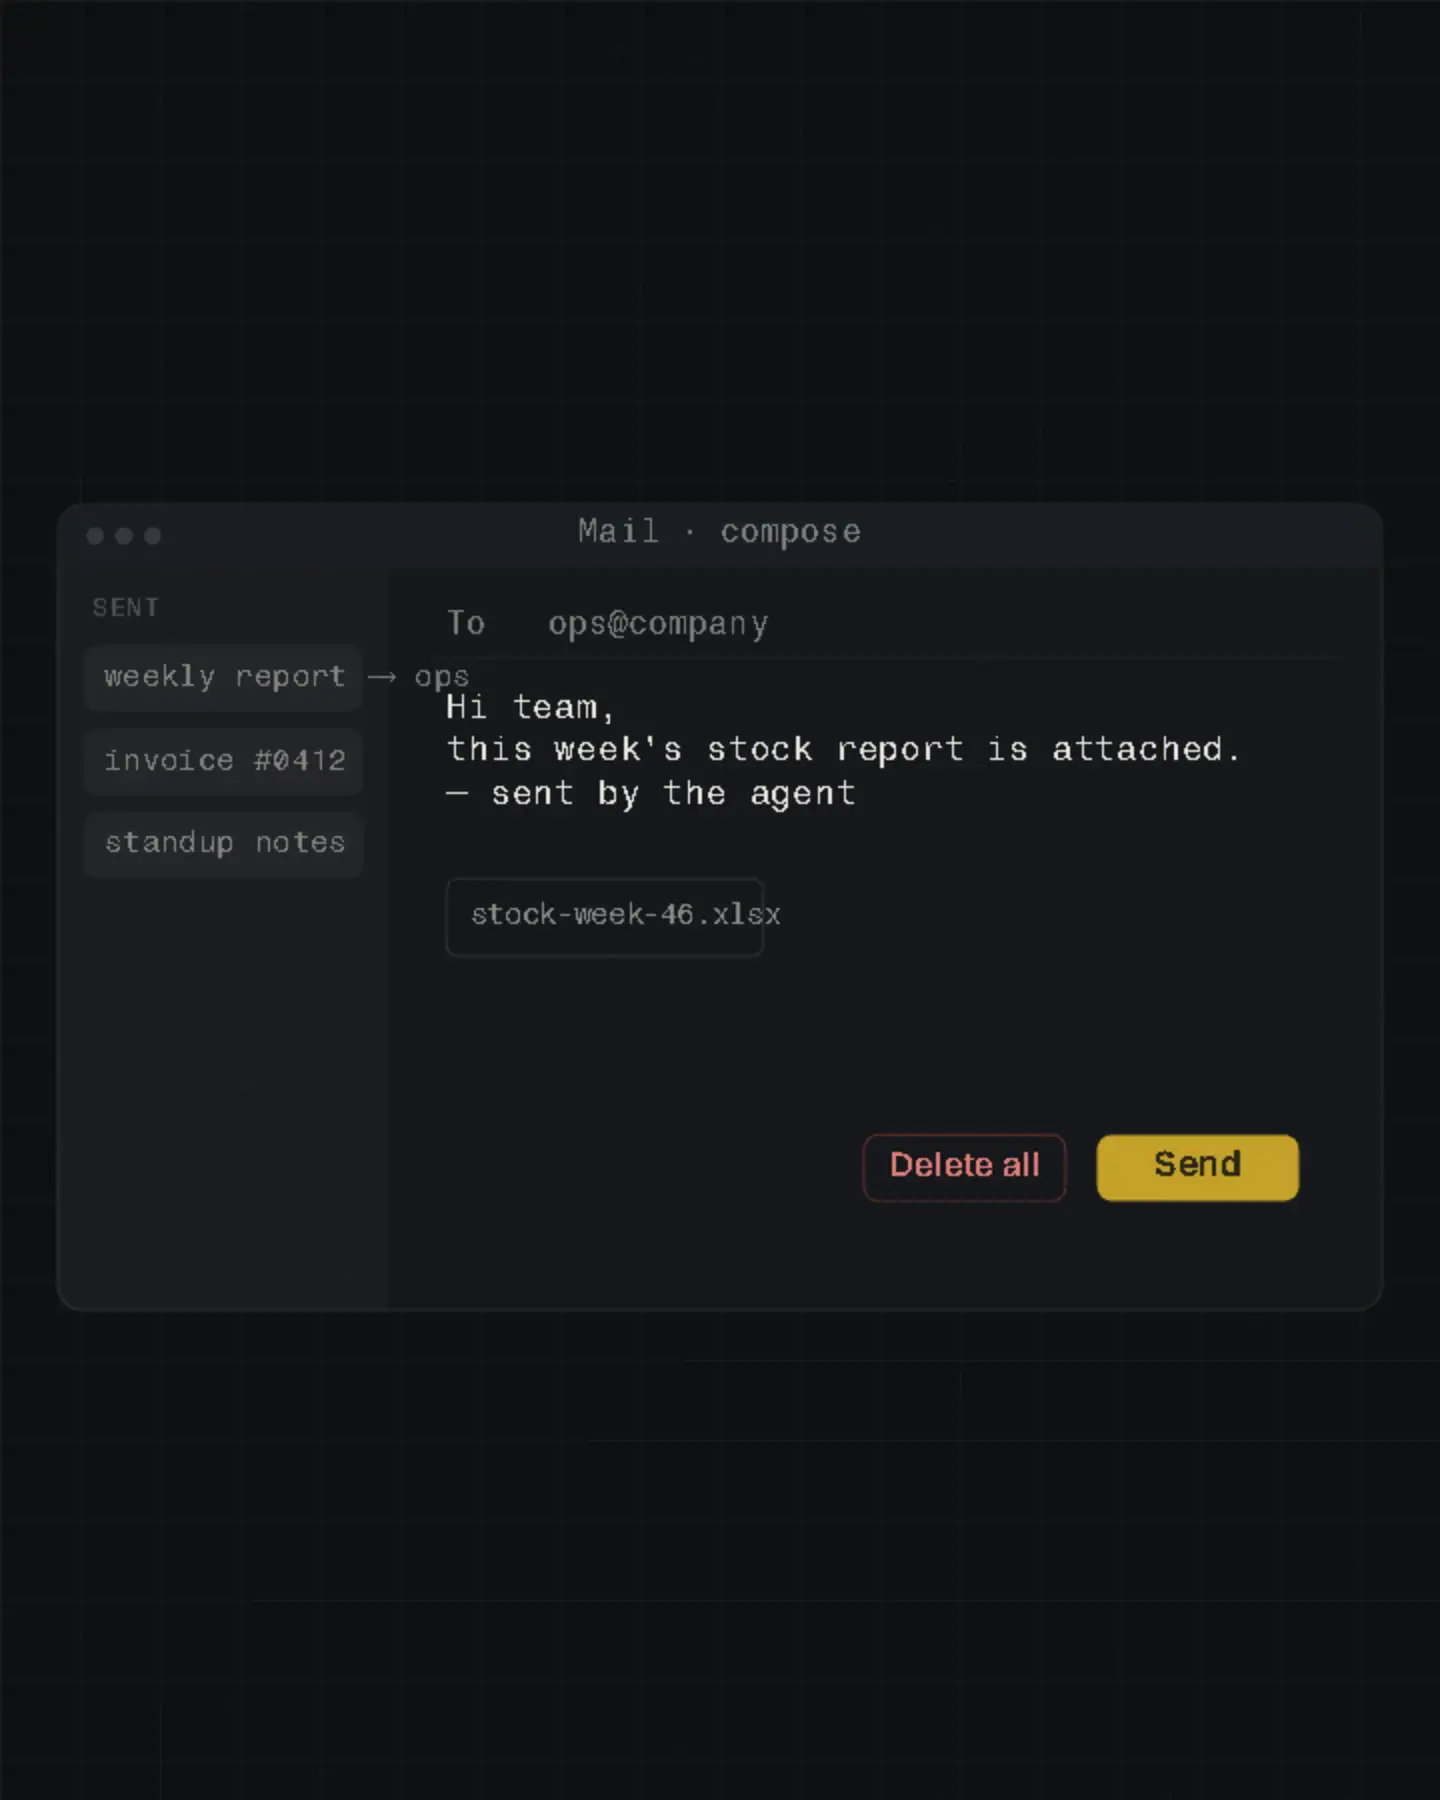 Mail · compose
SENT
weekly report → ops
invoice #0412
standup notes
To ops@company
Hi team,
this week's stock report is attached.
— sent by the agent
stock-week-46.xlsx
Delete all
Send